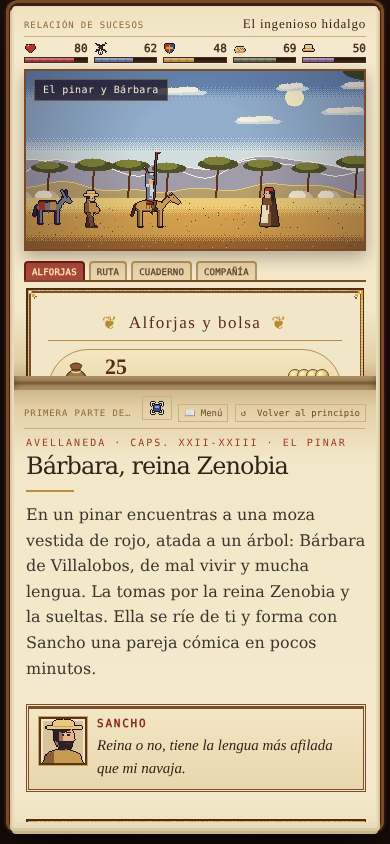 RELACIÓN DE SUCESOS
El ingenioso hidalgo
80 62 48 69 50
El pinar y Bárbara
ALFORJAS RUTA CUADERNO COMPAÑÍA
Alforjas y bolsa
25
PRIMERA PARTE DE…
Menú
↺ Volver al principio
AVELLANEDA · CAPS. XXII-XXIII · EL PINAR
Bárbara, reina Zenobia
En un pinar encuentras a una moza
vestida de rojo, atada a un árbol: Bárbara
de Villalobos, de mal vivir y mucha
lengua. La tomas por la reina Zenobia y
la sueltas. Ella se ríe de ti y forma con
Sancho una pareja cómica en pocos
minutos.
SANCHO
Reina o no, tiene la lengua más afilada
que mi navaja.